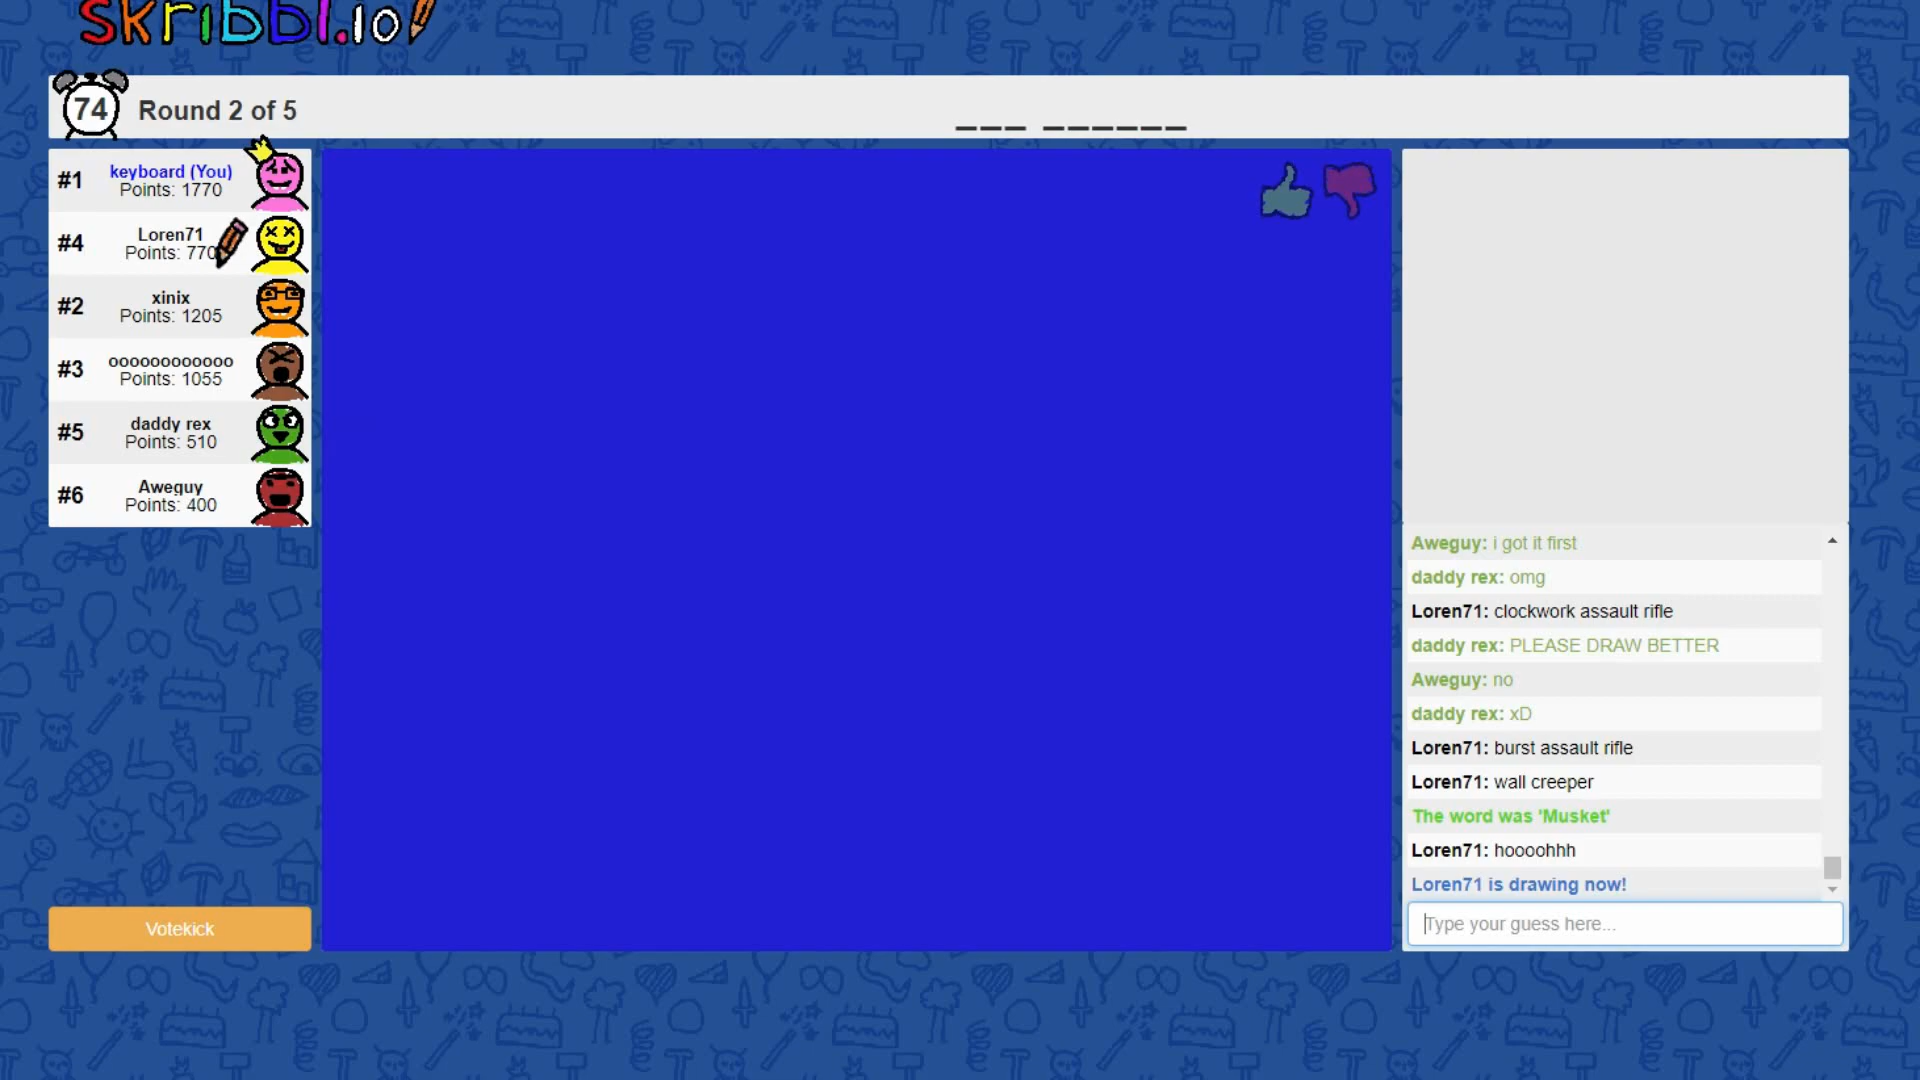 skribbl.io
74
Round 2 of 5
___ ______
#1
keyboard (You)
Points: 1770
#4
Loren71
Points: 770
#2
xinix
Points: 1205
#3
oooooooooooo
Points: 1055
#5
daddy rex
Points: 510
#6
Aweguy
Points: 400
Votekick
Aweguy: i got it first
daddy rex: omg
Loren71: clockwork assault rifle
daddy rex: PLEASE DRAW BETTER
Aweguy: no
daddy rex: xD
Loren71: burst assault rifle
Loren71: wall creeper
The word was 'Musket'
Loren71: hoooohhh
Loren71 is drawing now!
Type your guess here...